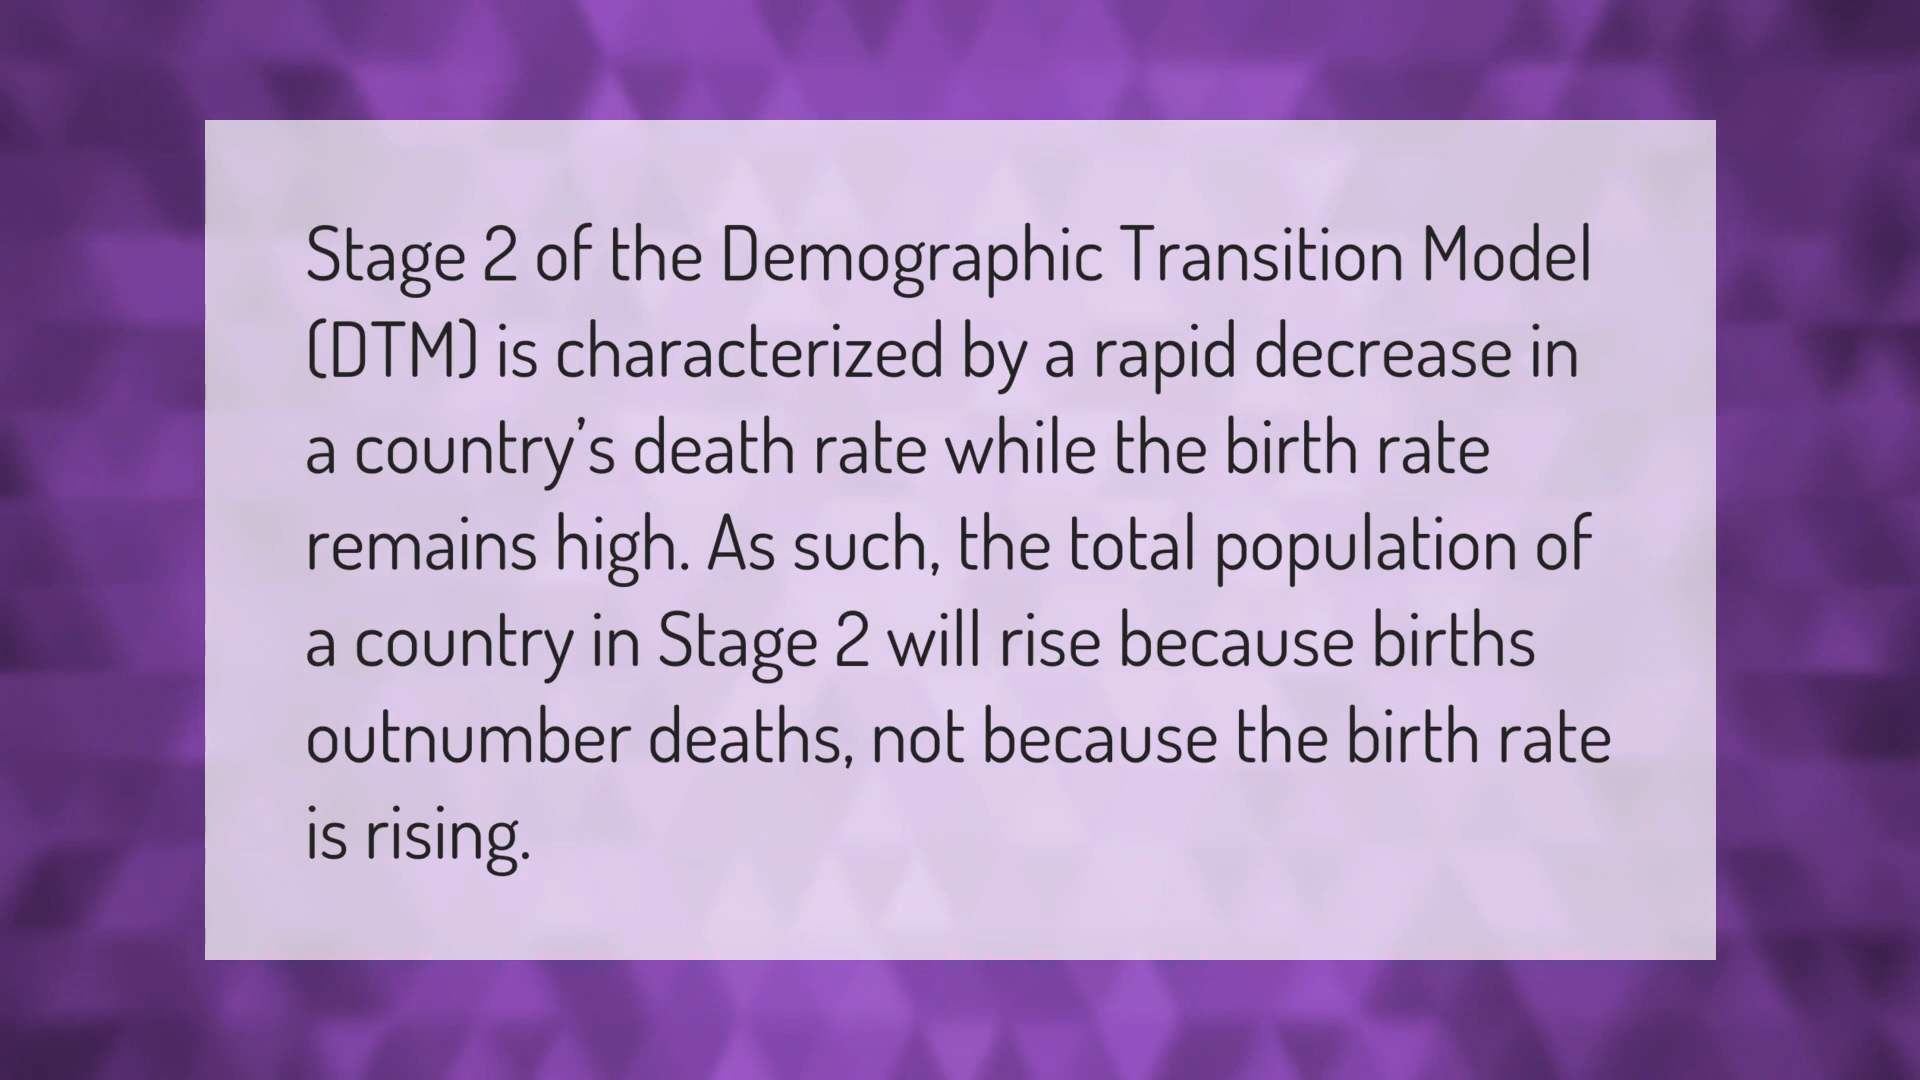 Stage 2 of the Demographic Transition Model
(DTM) is characterized by a rapid decrease in
a country’s death rate while the birth rate
remains high. As such, the total population of
a country in Stage 2 will rise because births
outnumber deaths, not because the birth rate
is rising.